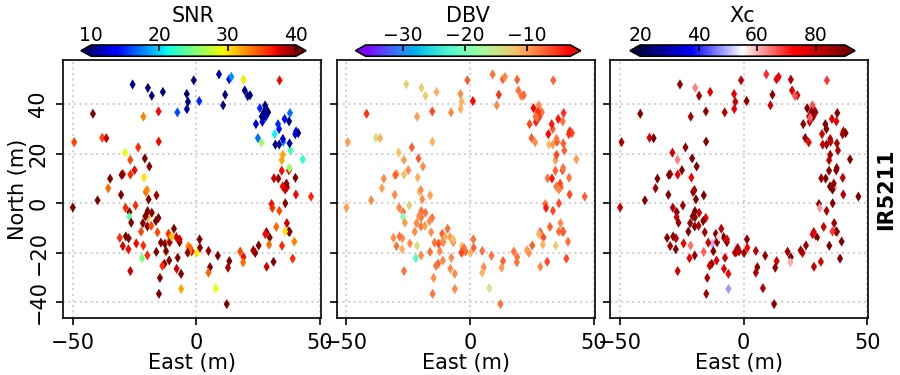 SNR DBV Xc
10 20 30 40 −30 −20 −10 20 40 60 80
40
20
0
−20
−40
North (m)
IR5211
−50 0 50 −50 0 50 −50 0 50
East (m) East (m) East (m)